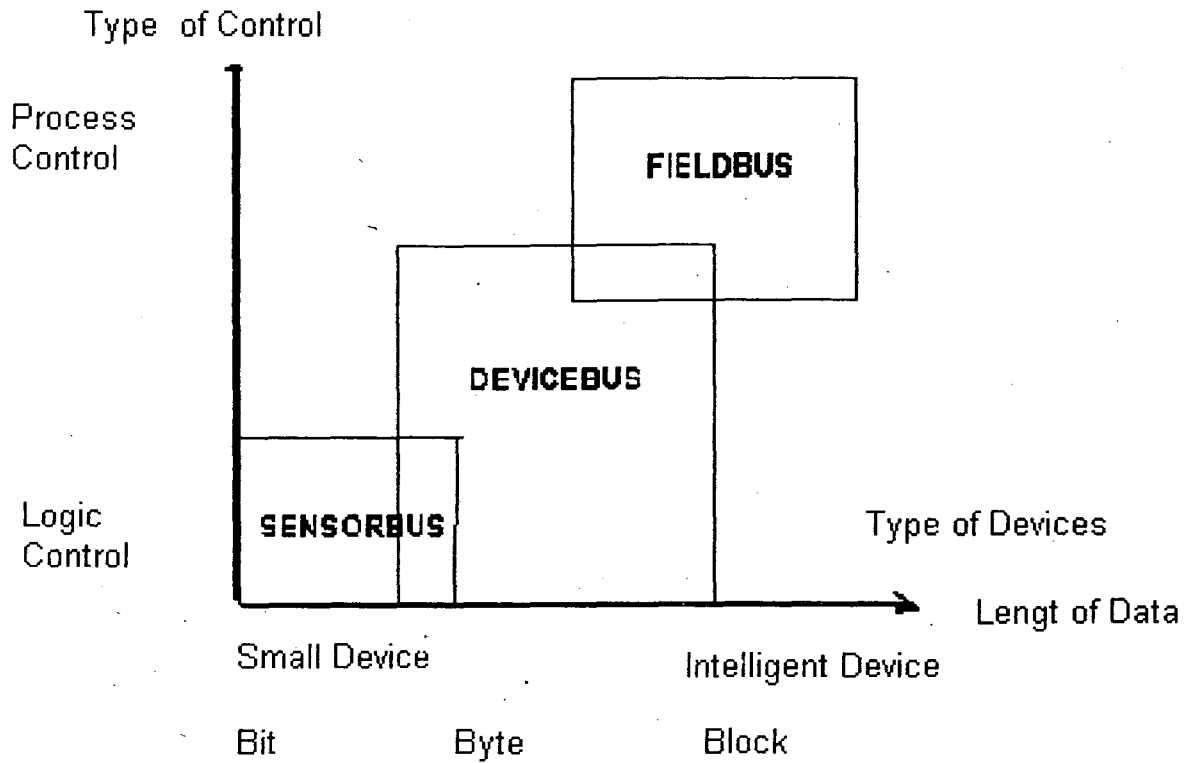 Type of Control
Process
Control
FIELDBUS
DEVICEBUS
Logic
Control
SENSORBUS
Type of Devices
Lengt of Data
Small Device
Intelligent Device
Bit
Byte
Block